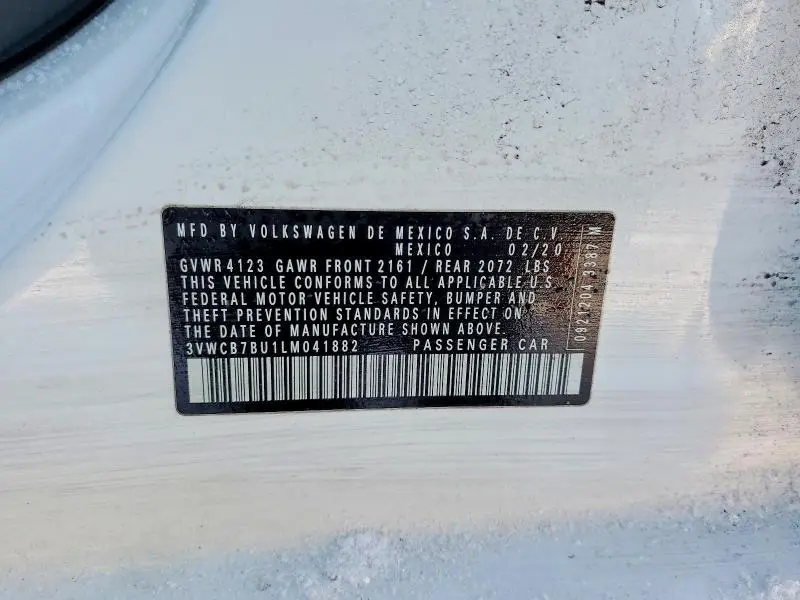 MFD BY VOLKSWAGEN DE MEXICO S.A. DE C.V.
MEXICO 02/20
GVWR 4123 GAWR FRONT 2161 / REAR 2072 LBS
THIS VEHICLE CONFORMS TO ALL APPLICABLE U.S.
FEDERAL MOTOR VEHICLE SAFETY, BUMPER AND
THEFT PREVENTION STANDARDS IN EFFECT ON
THE DATE OF MANUFACTURE SHOWN ABOVE.
3VWCB7BU1LM041882 PASSENGER CAR